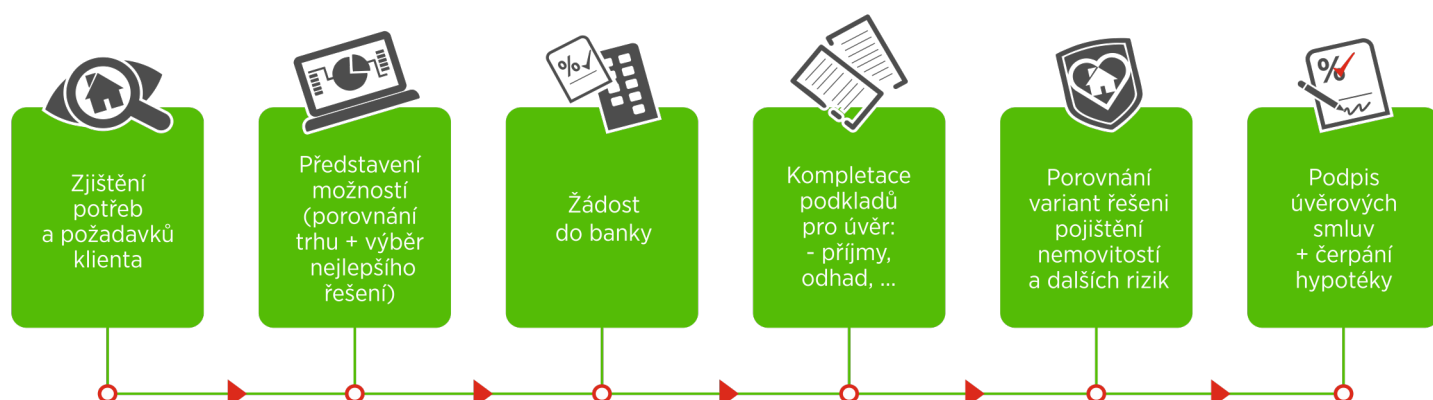 Zjištění
potřeb
a požadavků
klienta
Představení
možností
(porovnání
trhu + výběr
nejlepšího
řešení)
Žádost
do banky
Kompletace
podkladů
pro úvěr:
- příjmy,
odhad, ...
Porovnání
variant řešeni
pojištění
nemovitostí
a dalších rizik
Podpis
úvěrových
smluv
+ čerpání
hypotéky
%
%